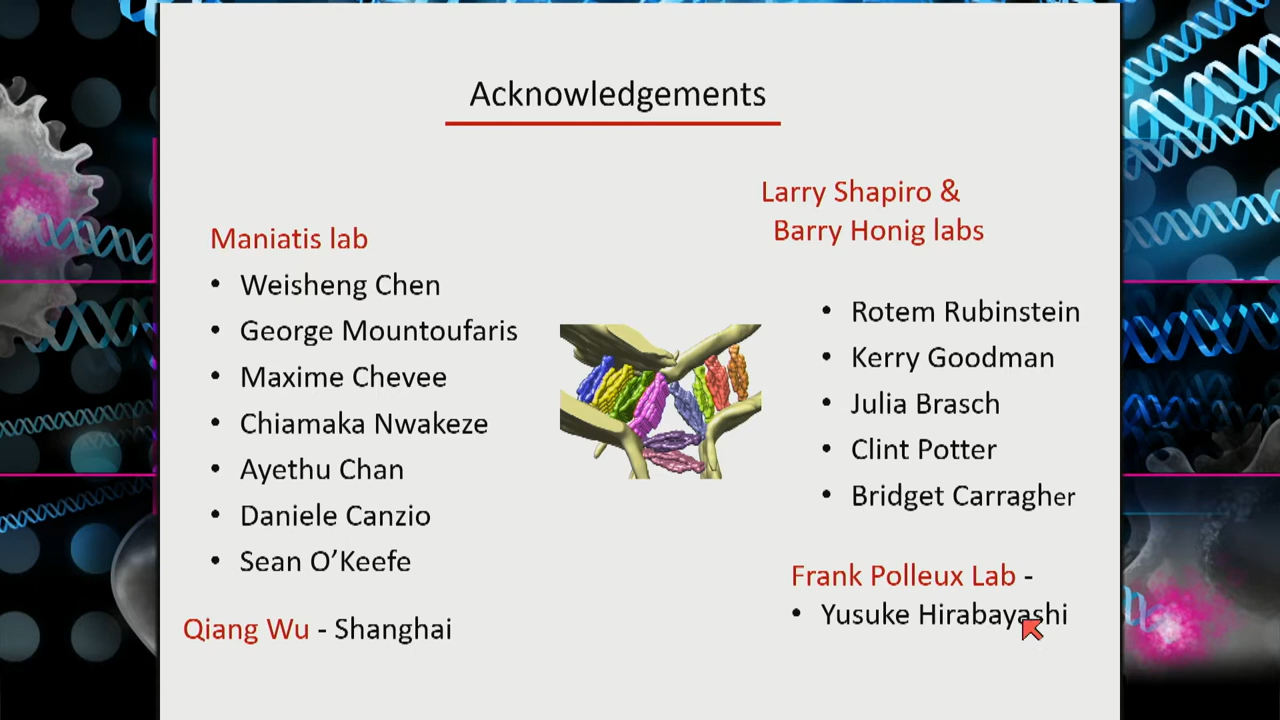 Acknowledgements
Maniatis lab
• Weisheng Chen
• George Mountoufaris
• Maxime Chevee
• Chiamaka Nwakeze
• Ayethu Chan
• Daniele Canzio
• Sean O’Keefe
Qiang Wu - Shanghai
Larry Shapiro &
Barry Honig labs
• Rotem Rubinstein
• Kerry Goodman
• Julia Brasch
• Clint Potter
• Bridget Carragher
Frank Polleux Lab -
• Yusuke Hirabayashi